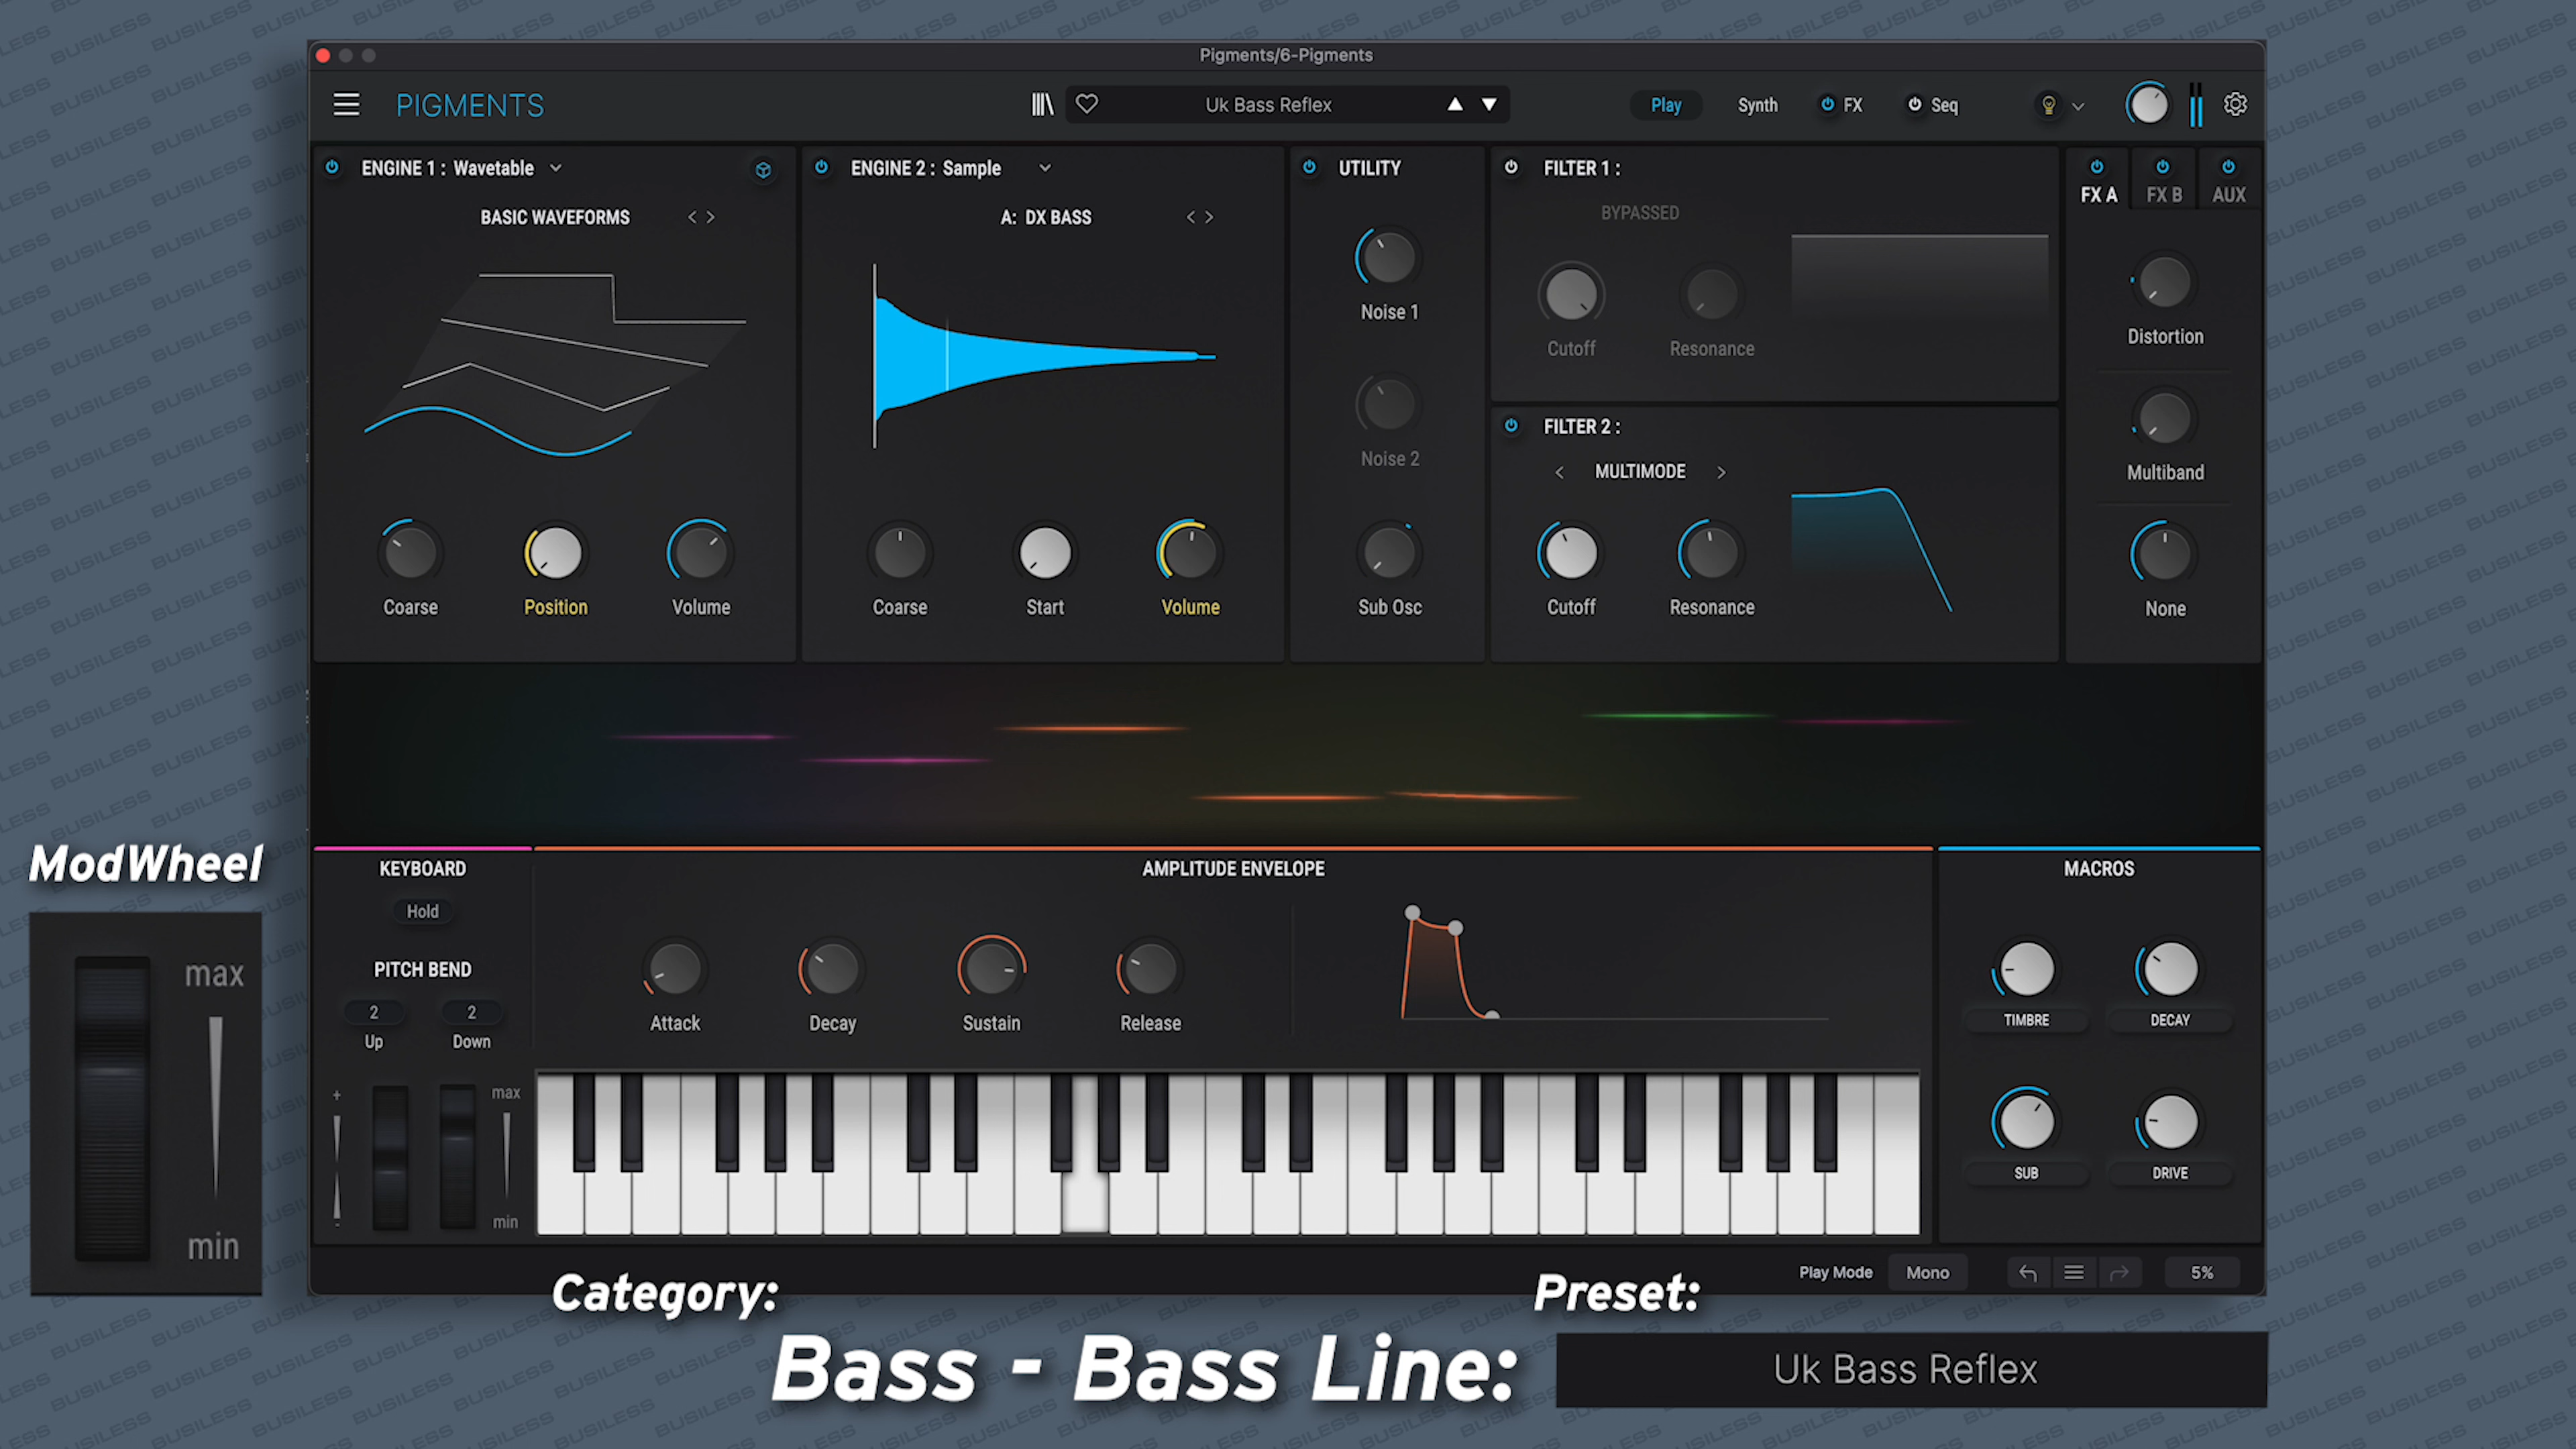 Pigments/6-Pigments
PIGMENTS
Uk Bass Reflex
Play
Synth
FX
Seq
ENGINE 1 : Wavetable
ENGINE 2 : Sample
UTILITY
FILTER 1 :
FX A
FX B
AUX
BASIC WAVEFORMS
A: DX BASS
BYPASSED
Noise 1
Cutoff
Resonance
Distortion
FILTER 2 :
Noise 2
MULTIMODE
Multiband
Coarse
Position
Volume
Coarse
Start
Volume
Sub Osc
Cutoff
Resonance
None
ModWheel
max
min
KEYBOARD
Hold
PITCH BEND
2
2
Up
Down
+
-
max
min
AMPLITUDE ENVELOPE
Attack
Decay
Sustain
Release
MACROS
TIMBRE
DECAY
SUB
DRIVE
Play Mode
Mono
5%
Category:
Bass - Bass Line:
Preset:
Uk Bass Reflex
BUSILESS